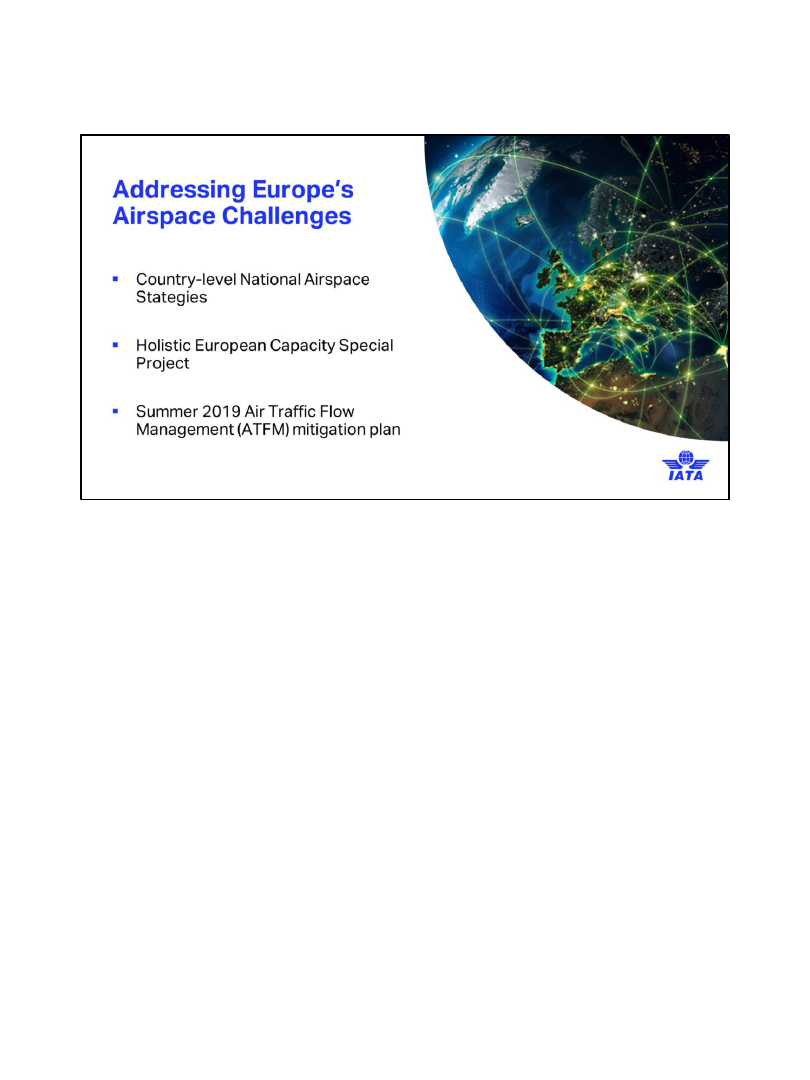 Addressing Europe‘s
Airspace Challenges
▪ Country-level National Airspace
Stategies
▪ Holistic European Capacity Special
Project
▪ Summer 2019 Air Traffic Flow
Management (ATFM) mitigation plan
IATA